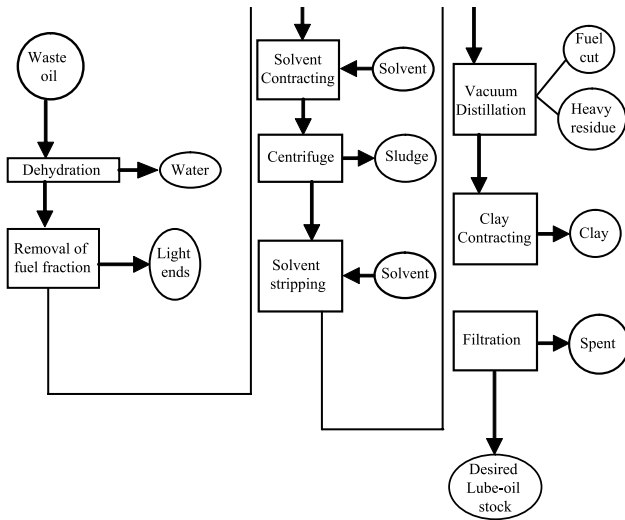 Waste
oil
Dehydration
Water
Removal of
fuel fraction
Light
ends
Solvent
Contracting
Solvent
Centrifuge
Sludge
Solvent
stripping
Solvent
Vacuum
Distillation
Fuel
cut
Heavy
residue
Clay
Contracting
Clay
Filtration
Spent
Desired
Lube-oil
stock